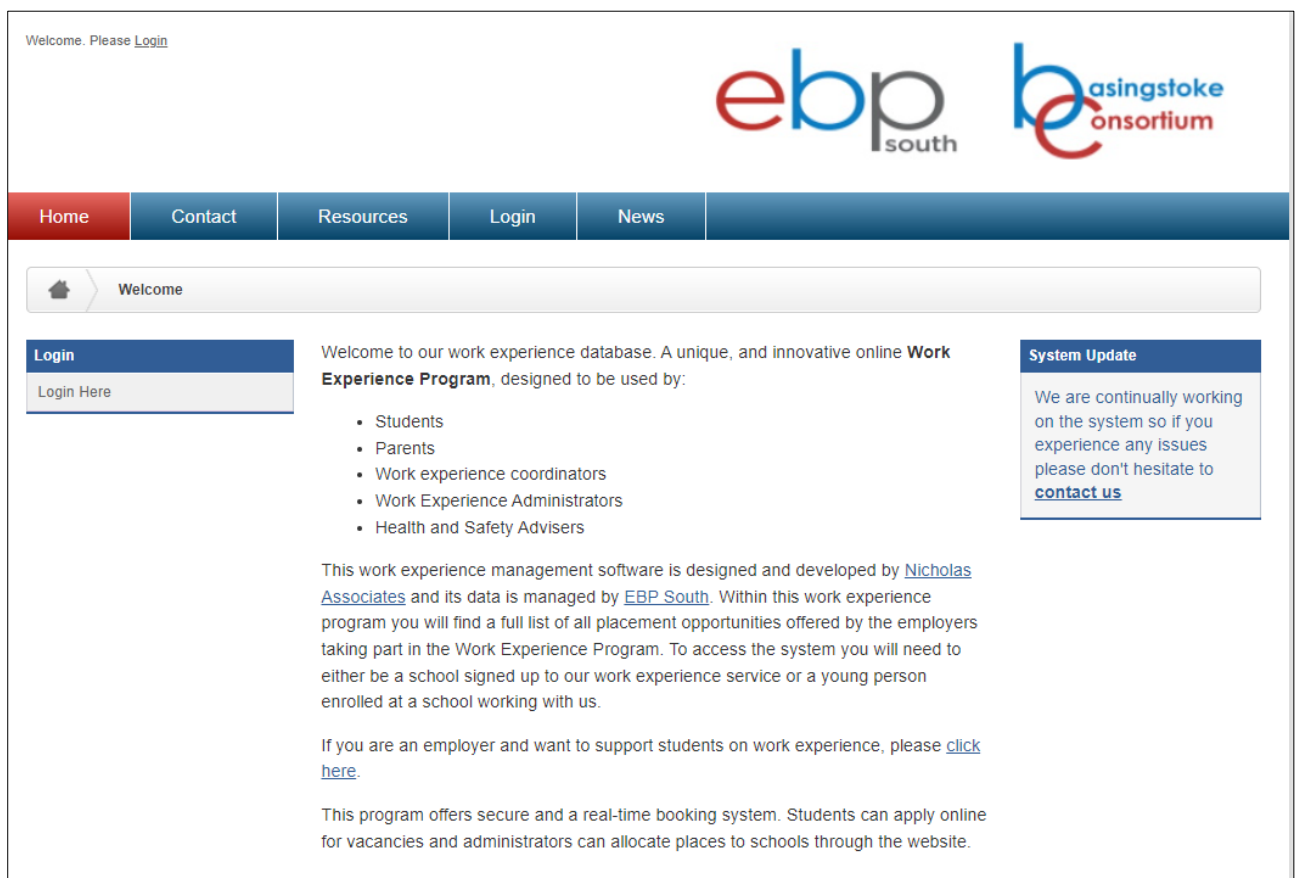 Welcome. Please Login
ebp
south
basingstoke
consortium
Home Contact Resources Login News
Welcome
Login
Login Here
Welcome to our work experience database. A unique, and innovative online Work
Experience Program, designed to be used by:
• Students
• Parents
• Work experience coordinators
• Work Experience Administrators
• Health and Safety Advisers
This work experience management software is designed and developed by Nicholas
Associates and its data is managed by EBP South. Within this work experience
program you will find a full list of all placement opportunities offered by the employers
taking part in the Work Experience Program. To access the system you will need to
either be a school signed up to our work experience service or a young person
enrolled at a school working with us.
If you are an employer and want to support students on work experience, please click
here.
This program offers secure and a real-time booking system. Students can apply online
for vacancies and administrators can allocate places to schools through the website.
System Update
We are continually working
on the system so if you
experience any issues
please don't hesitate to
contact us